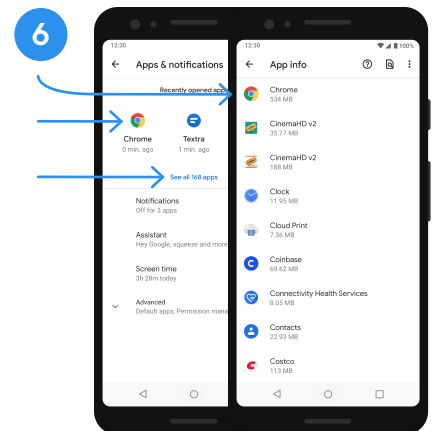 6
12:30
Apps & notifications
Recently opened apps
Chrome
0 min. ago
Textra
1 min. ago
See all 168 apps
Notifications
Off for 3 apps
Assistant
Hey Google, squeeze and more
Screen time
3h 28m today
Advanced
Default apps, Permission mana
12:30
100%
App info
Chrome
534 MB
CinemaHD v2
35.77 MB
CinemaHD v2
188 MB
Clock
11.95 MB
Cloud Print
7.36 MB
Coinbase
69.62 MB
Connectivity Health Services
8.05 MB
Contacts
22.93 MB
Costco
113 MB